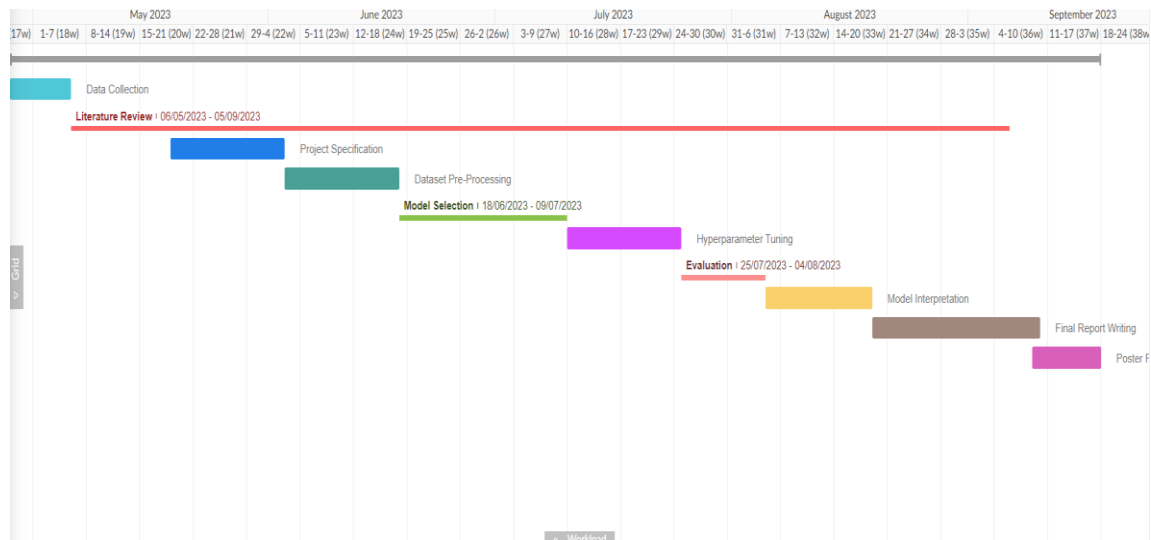 May 2023 June 2023 July 2023 August 2023 September 2023
(17w) 1-7 (18w) 8-14 (19w) 15-21 (20w) 22-28 (21w) 29-4 (22w) 5-11 (23w) 12-18 (24w) 19-25 (25w) 26-2 (26w) 3-9 (27w) 10-16 (28w) 17-23 (29w) 24-30 (30w) 31-6 (31w) 7-13 (32w) 14-20 (33w) 21-27 (34w) 28-3 (35w) 4-10 (36w) 11-17 (37w) 18-24 (38w)
Data Collection
Literature Review 06/05/2023 - 05/09/2023
Project Specification
Dataset Pre-Processing
Model Selection 18/06/2023 - 09/07/2023
Hyperparameter Tuning
Grid
Evaluation 25/07/2023 - 04/08/2023
Model Interpretation
Final Report Writing
Poster